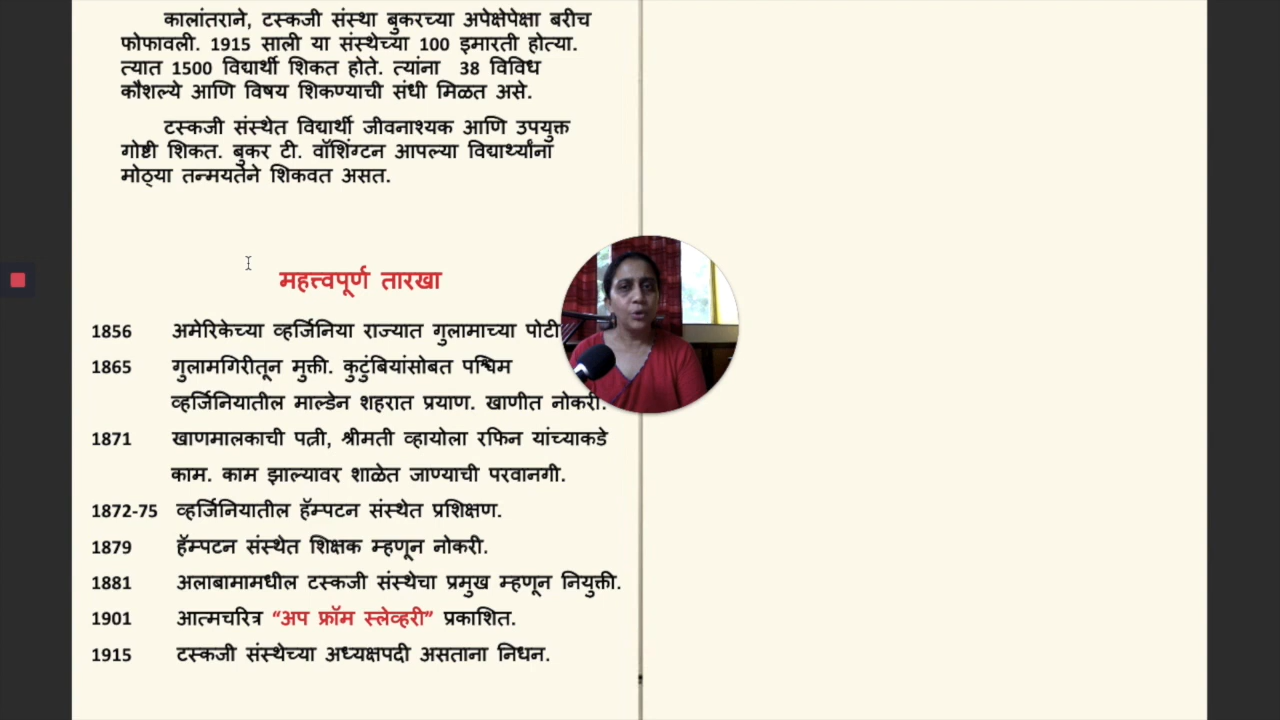 कालांतराने, टस्कजी संस्था बुकरच्या अपेक्षेपेक्षा बरीच
फोफावली. 1915 साली या संस्थेच्या 100 इमारती होत्या.
त्यात 1500 विद्यार्थी शिकत होते. त्यांना 38 विविध
कौशल्ये आणि विषय शिकण्याची संधी मिळत असे.
टस्कजी संस्थेत विद्यार्थी जीवनाश्यक आणि उपयुक्त
गोष्टी शिकत. बुकर टी. वॉशिंग्टन आपल्या विद्यार्थ्यांना
मोठ्या तन्मयतेने शिकवत असत.
महत्त्वपूर्ण तारखा
1856 अमेरिकेच्या व्हर्जिनिया राज्यात गुलामाच्या पोटी
1865 गुलामगिरीतून मुक्ती. कुटुंबियांसोबत पश्चिम
व्हर्जिनियातील माल्डेन शहरात प्रयाण. खाणीत नोकरी.
1871 खाणमालकाची पत्नी, श्रीमती व्हायोला रफिन यांच्याकडे
काम. काम झाल्यावर शाळेत जाण्याची परवानगी.
1872-75 व्हर्जिनियातील हॅम्पटन संस्थेत प्रशिक्षण.
1879 हॅम्पटन संस्थेत शिक्षक म्हणून नोकरी.
1881 अलाबामामधील टस्कजी संस्थेचा प्रमुख म्हणून नियुक्ती.
1901 आत्मचरित्र “अप फ्रॉम स्लेव्हरी” प्रकाशित.
1915 टस्कजी संस्थेच्या अध्यक्षपदी असताना निधन.